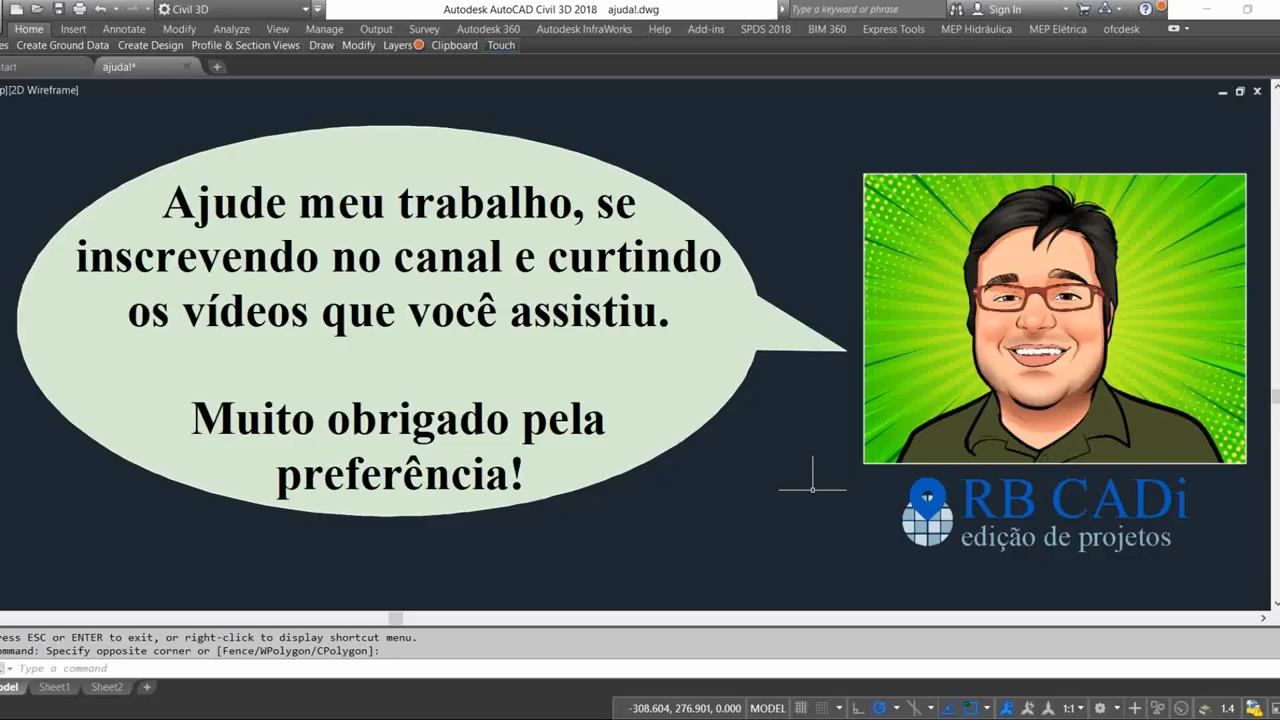 Civil 3D
Autodesk AutoCAD Civil 3D 2018 ajuda!.dwg
Type a keyword or phrase
Sign In
Home Insert Annotate Modify Analyze View Manage Output Survey Autodesk 360 Autodesk InfraWorks Help Add-ins SPDS 2018 BIM 360 Express Tools MEP Hidráulica MEP Elétrica ofcdesk
es Create Ground Data Create Design Profile & Section Views Draw Modify Layers Clipboard Touch
tart ajuda!*
p][2D Wireframe]
Ajude meu trabalho, se
inscrevendo no canal e curtindo
os vídeos que você assistiu.
Muito obrigado pela
preferência!
RB CADi
edição de projetos
ress ESC or ENTER to exit, or right-click to display shortcut menu.
ommand: Specify opposite corner or [Fence/WPolygon/CPolygon]:
Type a command
odel Sheet1 Sheet2
-308.604, 276.901, 0.000 MODEL 1:1 1.4